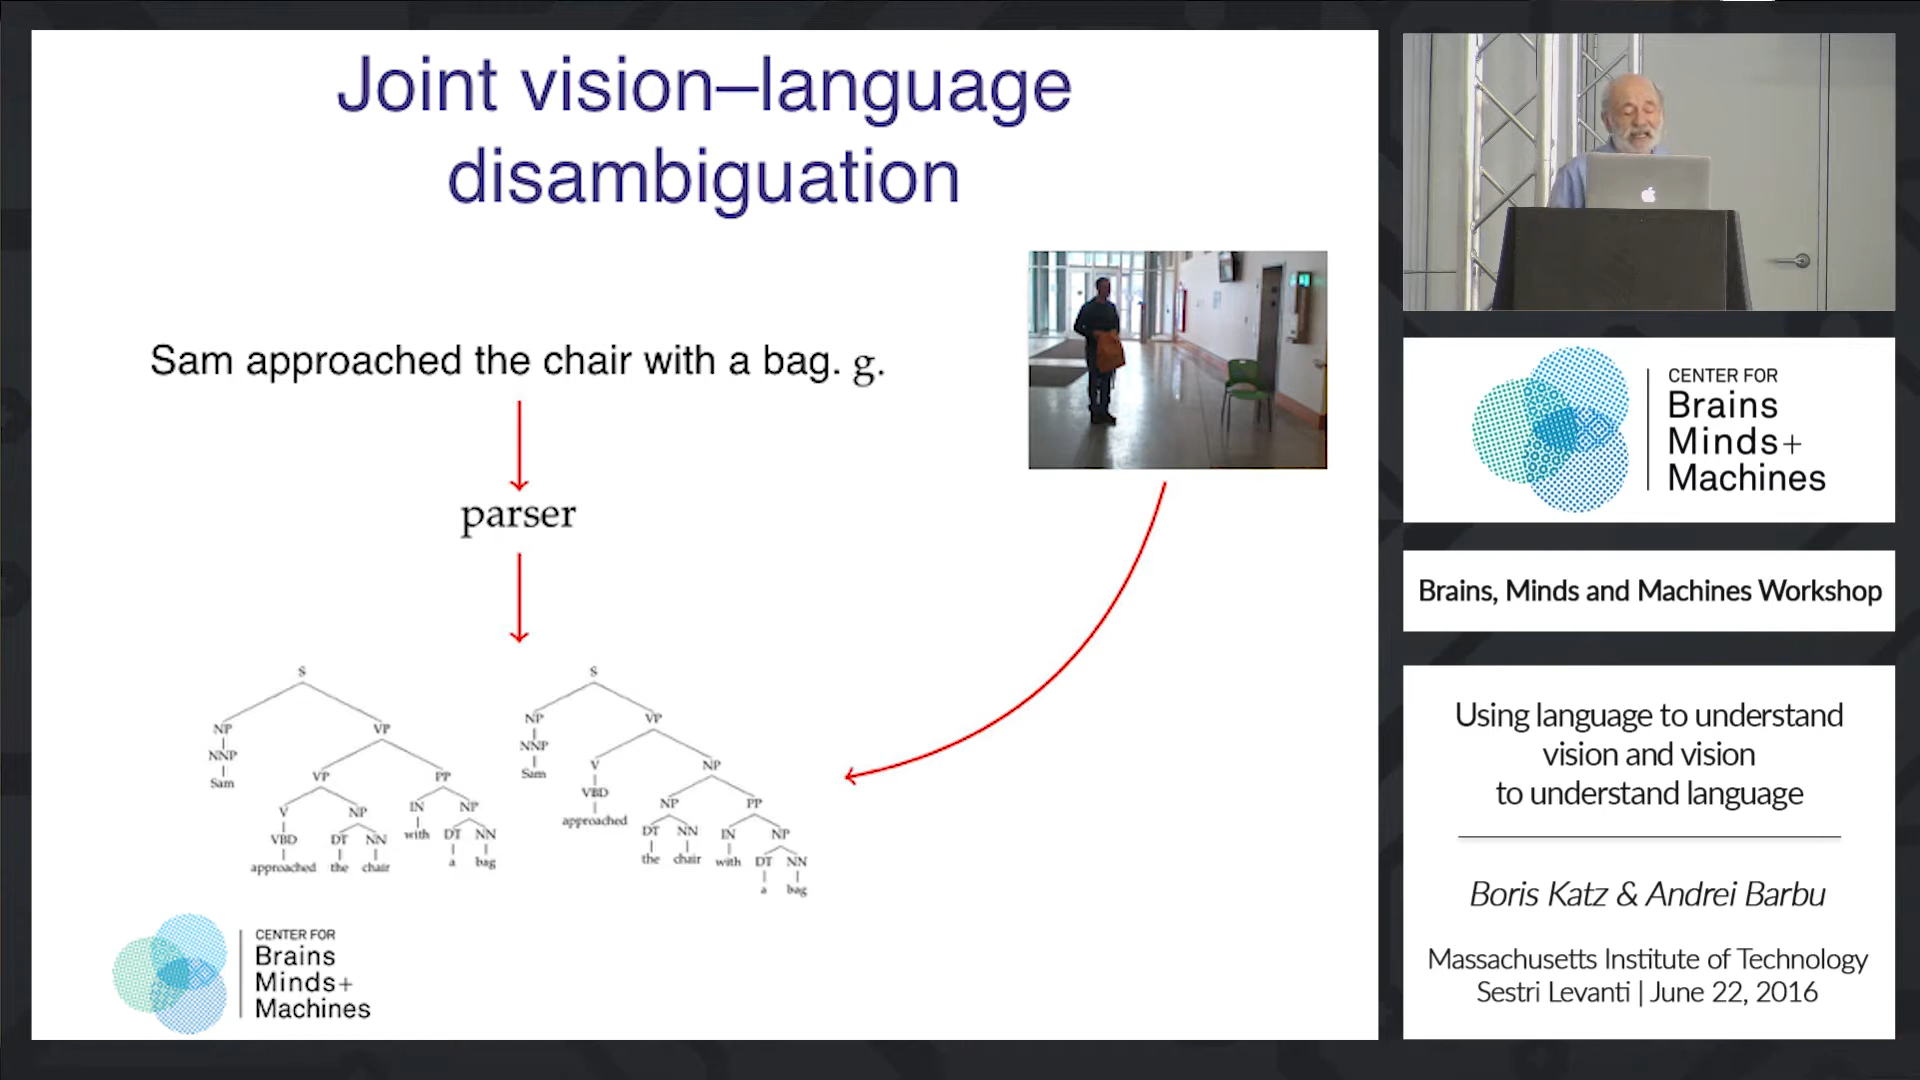 Joint vision–language
disambiguation
Sam approached the chair with a bag. g.
parser
S
NP VP
NNP
Sam VP PP
V NP IN NP
VBD DT NN with DT NN
approached the chair a bag
S
NP VP
NNP
Sam V NP
VBD NP PP
approached DT NN IN NP
the chair with DT NN
a bag
CENTER FOR
Brains
Minds+
Machines
CENTER FOR
Brains
Minds+
Machines
Brains, Minds and Machines Workshop
Using language to understand
vision and vision
to understand language
Boris Katz & Andrei Barbu
Massachusetts Institute of Technology
Sestri Levanti | June 22, 2016